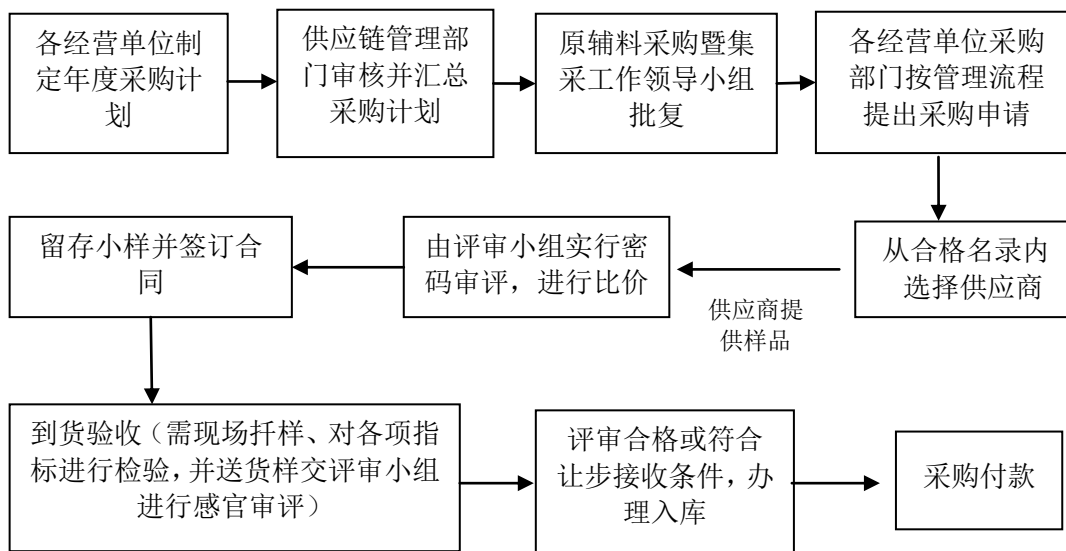 各经营单位制
定年度采购计
划
供应链管理部
门审核并汇总
采购计划
原辅料采购暨集
采工作领导小组
批复
各经营单位采购
部门按管理流程
提出采购申请
从合格名录内
选择供应商
供应商提
供样品
由评审小组实行密
码审评，进行比价
留存小样并签订合
同
到货验收（需现场扦样、对各项指
标进行检验，并送货样交评审小组
进行感官审评）
评审合格或符合
让步接收条件，办
理入库
采购付款